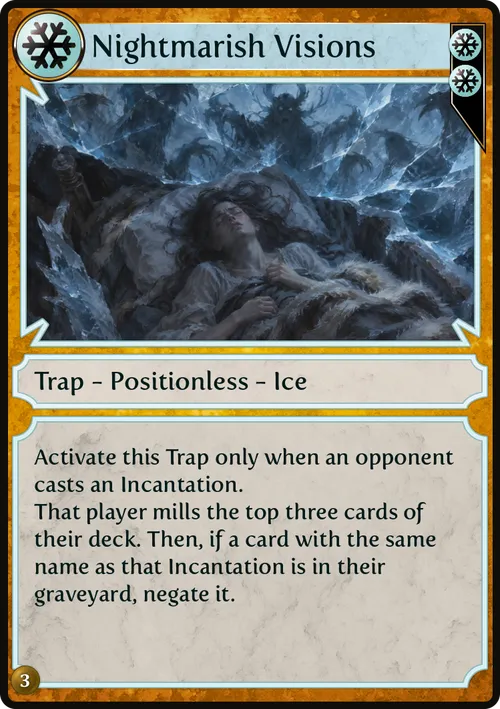 Nightmarish Visions
Trap - Positionless - Ice
Activate this Trap only when an opponent
casts an Incantation.
That player mills the top three cards of
their deck. Then, if a card with the same
name as that Incantation is in their
graveyard, negate it.
3